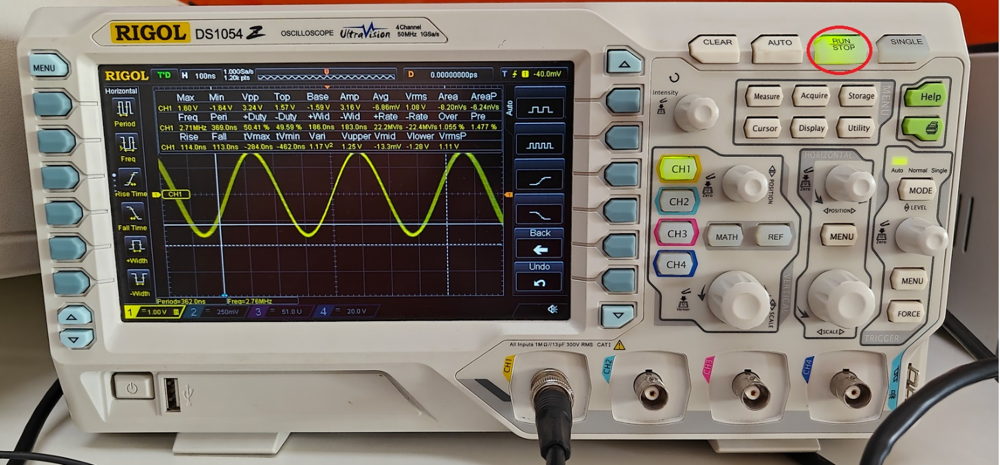 RIGOL DS1054Z OSCILLOSCOPE UltraVision 4 Channel 50MHz 1GSa/s
CLEAR
AUTO
RUN STOP
SINGLE
MENU
RIGOL T'D H 100ns 1.00GSa/s 1.20k pts D 0.00000000ps T 1 -40.0mV
Horizontal
Period
Freq
Rise Time
Fall Time
+Width
-Width
Max Min Vpp Top Base Amp Avg Vrms Area AreaP
CH1 1.60 V -1.64 V 3.24 V 1.57 V -1.59 V 3.16 V -6.86mV 1.08 V -8.20nVs -6.24nVs
Freq Peri +Duty -Duty +Wid -Wid +Rate -Rate Over Pre
CH1 2.71MHz 369.0ns 50.41 % 49.59 % 186.0ns 183.0ns 22.2MV/s -22.4MV/s 1.055 % 1.477 %
Rise Fall tVmax tVmin Vari Vupper Vmid Vlower VrmsP
CH1 114.0ns 113.0ns -284.0ns -462.0ns 1.17 V² 1.25 V -13.3mV -1.28 V 1.11 V
CH1
Auto
Back
Undo
Period=362.0ns Freq=2.76MHz
1 = 1.00 V 2 = 250mV 3 = 51.0 U 4 = 20.0 V
Intensity
Measure Acquire Storage
Cursor Display Utility
MENU
Help
CH1
CH2
CH3
CH4
MATH REF
POSITION
Zero
Vernier
SCALE
VERTICAL
HORIZONTAL
Zero
POSITION
MENU
SCALE
Auto Normal Single
MODE
LEVEL
Zero
MENU
FORCE
TRIGGER
All Inputs 1MΩ//13pF 300V RMS CAT I
CH1
CH2
CH3
CH4